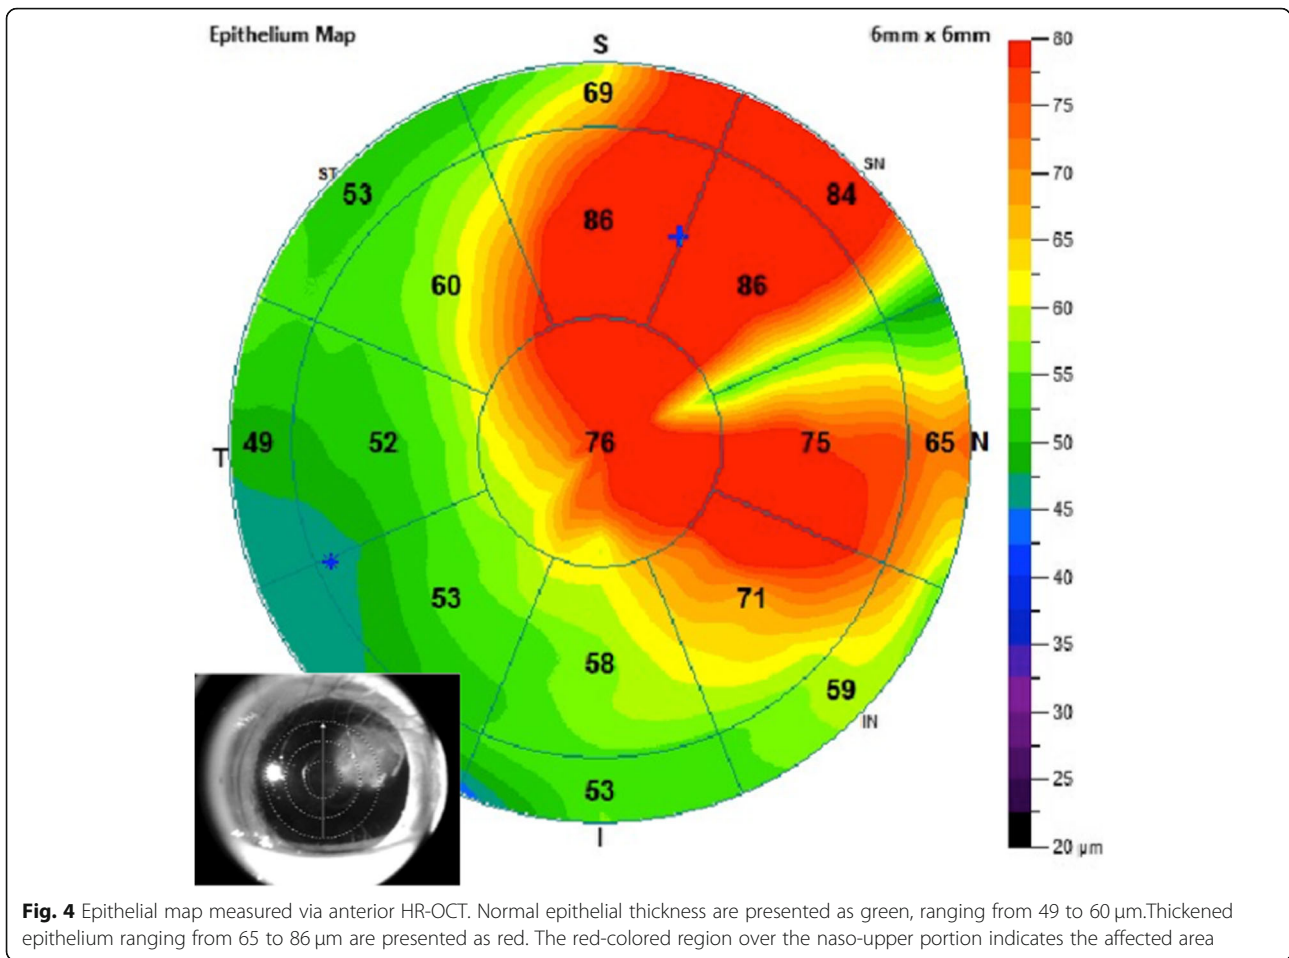 Epithelium Map
6mm x 6mm
S
80
69
75
ST
53
SN
84
70
86
65
60
86
60
55
T
49
52
76
75
65
N
50
45
53
71
40
58
35
59
IN
30
53
25
I
20 µm
Fig. 4 Epithelial map measured via anterior HR-OCT. Normal epithelial thickness are presented as green, ranging from 49 to 60 μm.Thickened
epithelium ranging from 65 to 86 μm are presented as red. The red-colored region over the naso-upper portion indicates the affected area